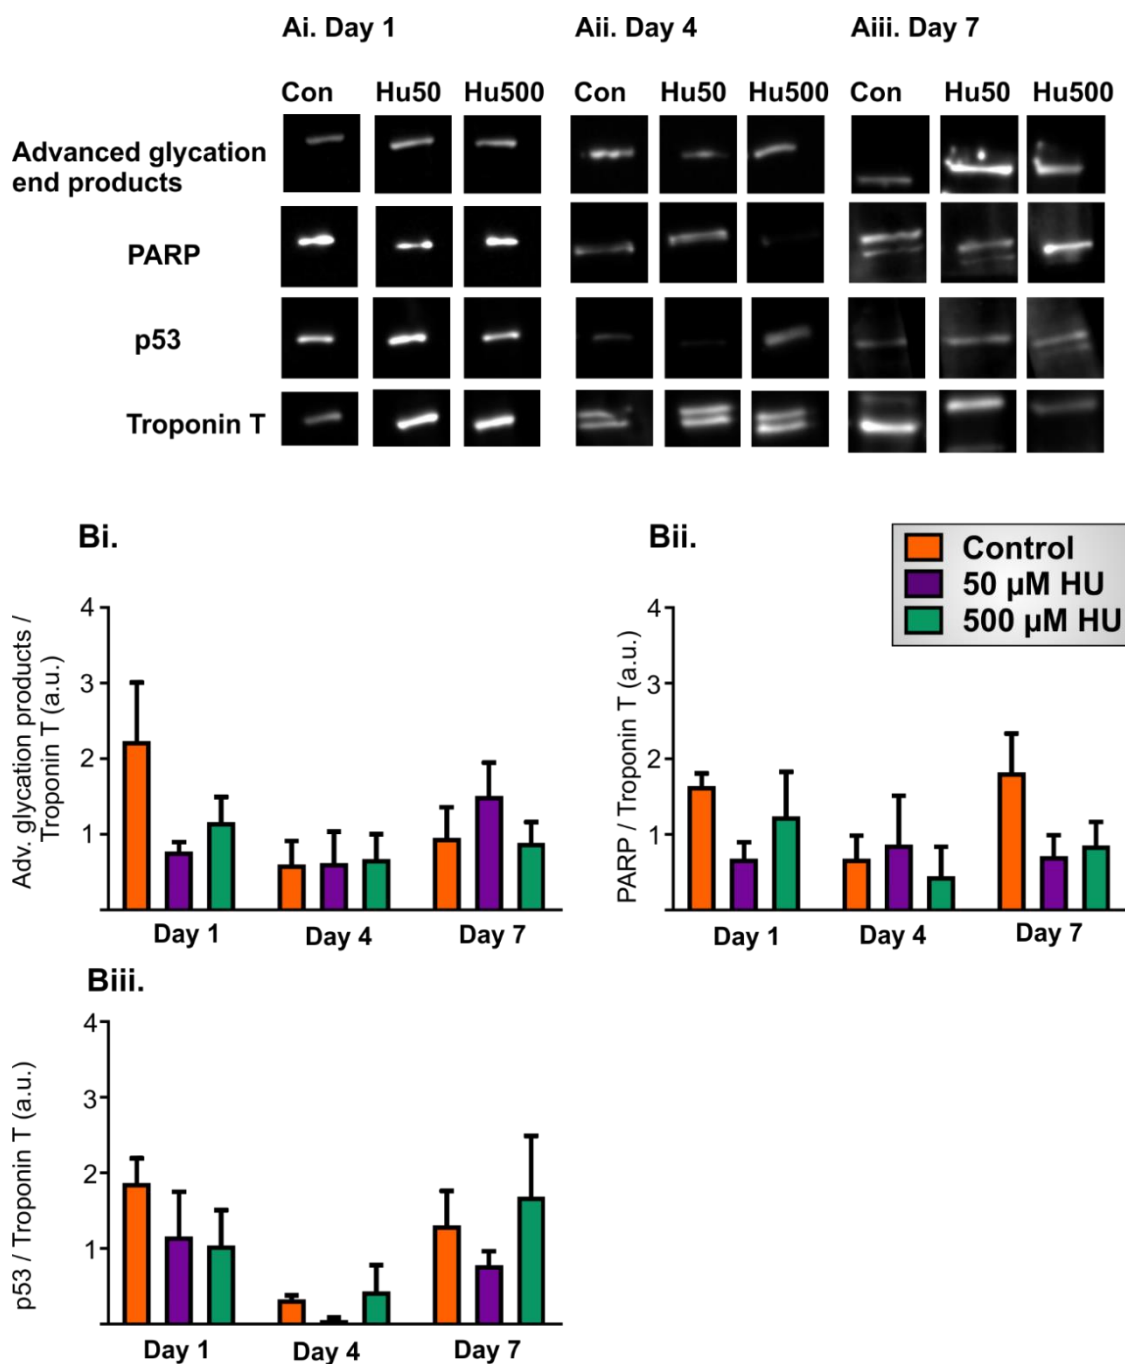 Ai. Day 1 Aii. Day 4 Aiii. Day 7
Con Hu50 Hu500 Con Hu50 Hu500 Con Hu50 Hu500
Advanced glycation
end products
PARP
p53
Troponin T
Bi.
Bii.
Control
50 µM HU
500 µM HU
Adv. glycation products /
Troponin T (a.u.)
4
3
2
1
Day 1 Day 4 Day 7
PARP / Troponin T (a.u.)
4
3
2
1
Day 1 Day 4 Day 7
Biii.
p53 / Troponin T (a.u.)
4
3
2
1
Day 1 Day 4 Day 7